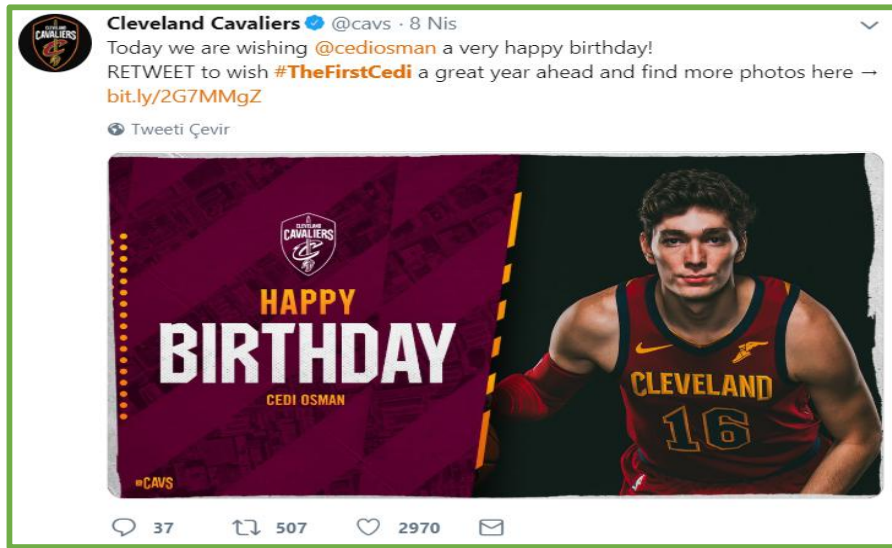 Cleveland Cavaliers @cavs · 8 Nis
Today we are wishing @cediosman a very happy birthday!
RETWEET to wish #TheFirstCedi a great year ahead and find more photos here →
bit.ly/2G7MMgZ
Tweeti Çevir
CLEVELAND
CAVALIERS
HAPPY
BIRTHDAY
CEDI OSMAN
@CAVS
CLEVELAND
16
37 507 2970